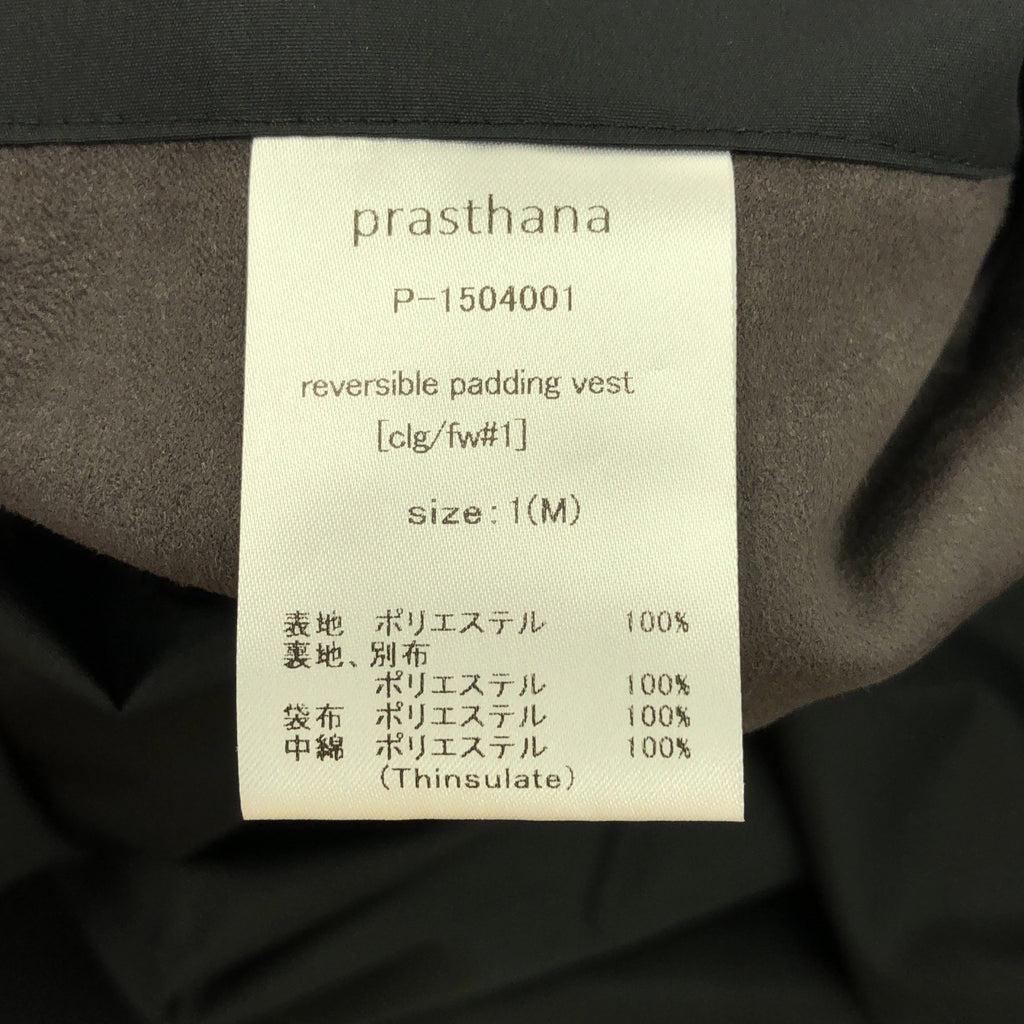 prasthana
P-1504001
reversible padding vest
[clg/fw#1]
size:1(M)
表地 ポリエステル 100%
裏地、別布
ポリエステル 100%
袋布 ポリエステル 100%
中綿 ポリエステル 100%
(Thinsulate)